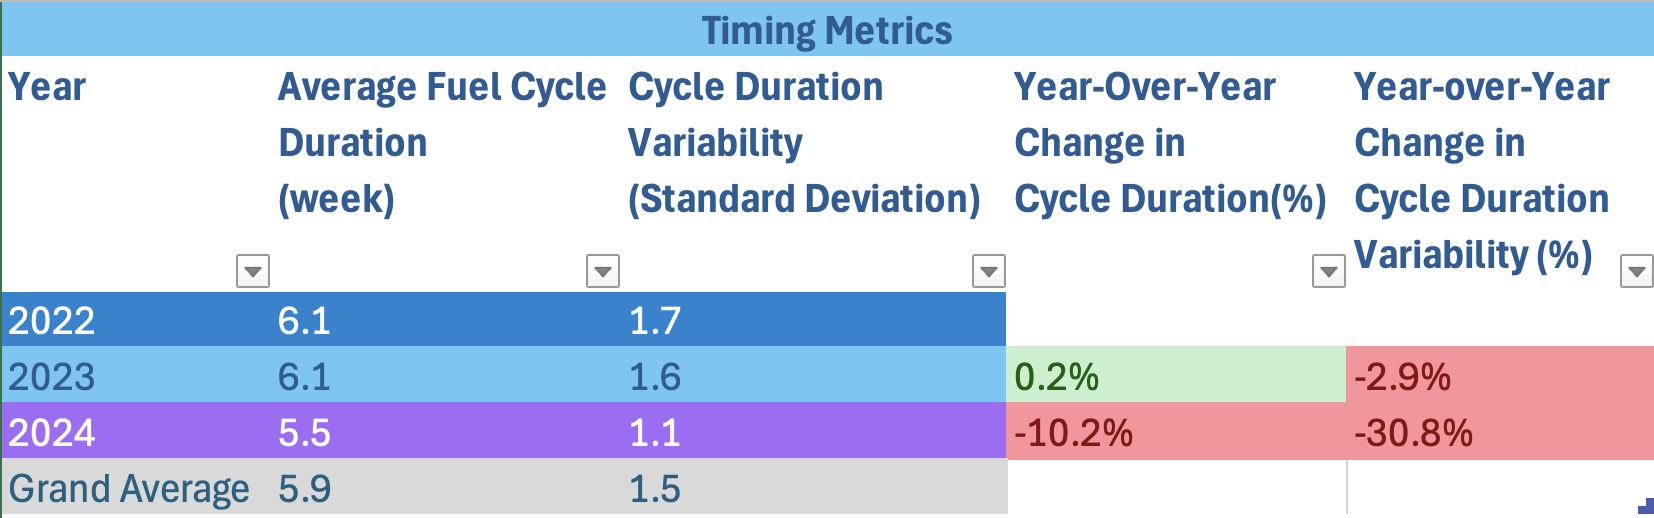 Timing Metrics
Year Average Fuel Cycle Duration (week) Cycle Duration Variability (Standard Deviation) Year-Over-Year Change in Cycle Duration(%) Year-over-Year Change in Cycle Duration Variability (%)
2022 6.1 1.7
2023 6.1 1.6 0.2% -2.9%
2024 5.5 1.1 -10.2% -30.8%
Grand Average 5.9 1.5